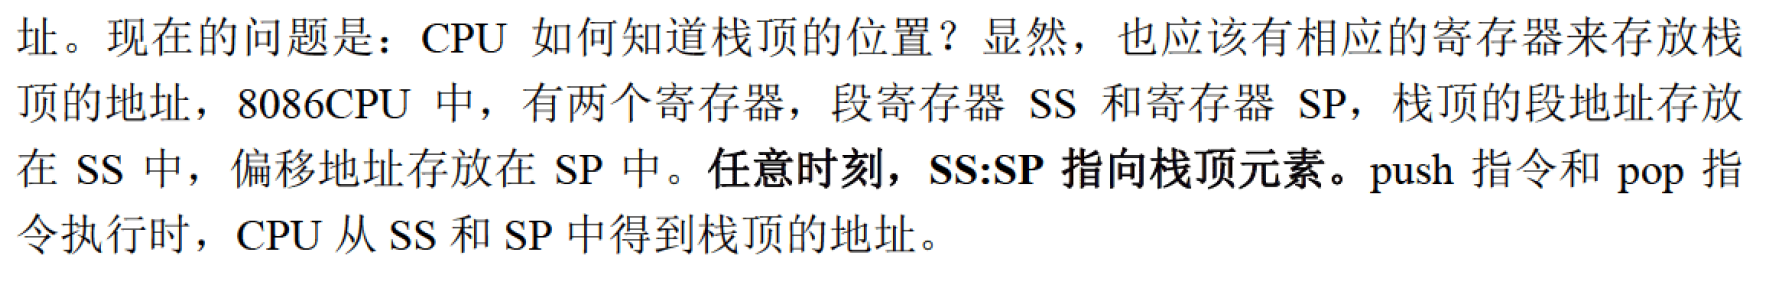 址。现在的问题是：CPU 如何知道栈顶的位置？显然，也应该有相应的寄存器来存放栈
顶的地址，8086CPU 中，有两个寄存器，段寄存器 SS 和寄存器 SP，栈顶的段地址存放
在 SS 中，偏移地址存放在 SP 中。任意时刻，SS:SP 指向栈顶元素。push 指令和 pop 指
令执行时，CPU 从 SS 和 SP 中得到栈顶的地址。